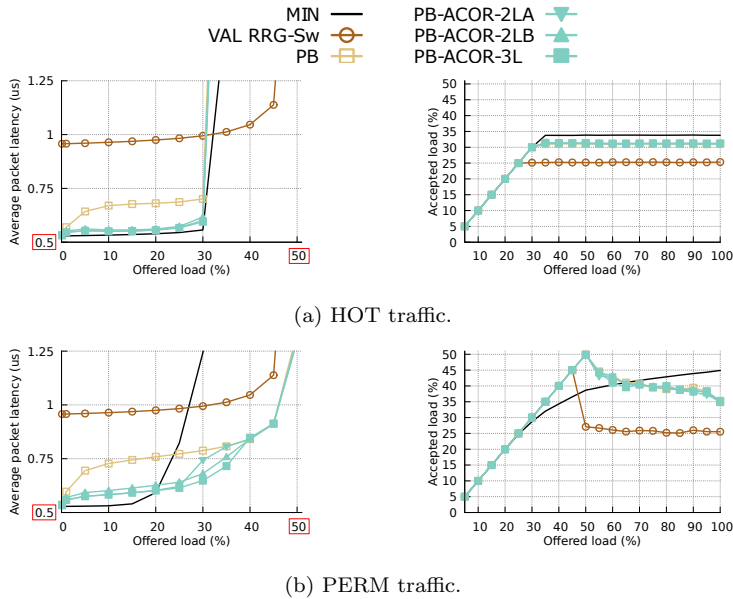 MIN
VAL RRG-Sw
PB
PB-ACOR-2LA
PB-ACOR-2LB
PB-ACOR-3L
Average packet latency (us)
1.25
1
0.75
0.5
0 10 20 30 40 50
Offered load (%)
Accepted load (%)
50
45
40
35
30
25
20
15
10
5
0
10 20 30 40 50 60 70 80 90 100
Offered load (%)
(a) HOT traffic.
Average packet latency (us)
1.25
1
0.75
0.5
0 10 20 30 40 50
Offered load (%)
Accepted load (%)
50
45
40
35
30
25
20
15
10
5
0
10 20 30 40 50 60 70 80 90 100
Offered load (%)
(b) PERM traffic.